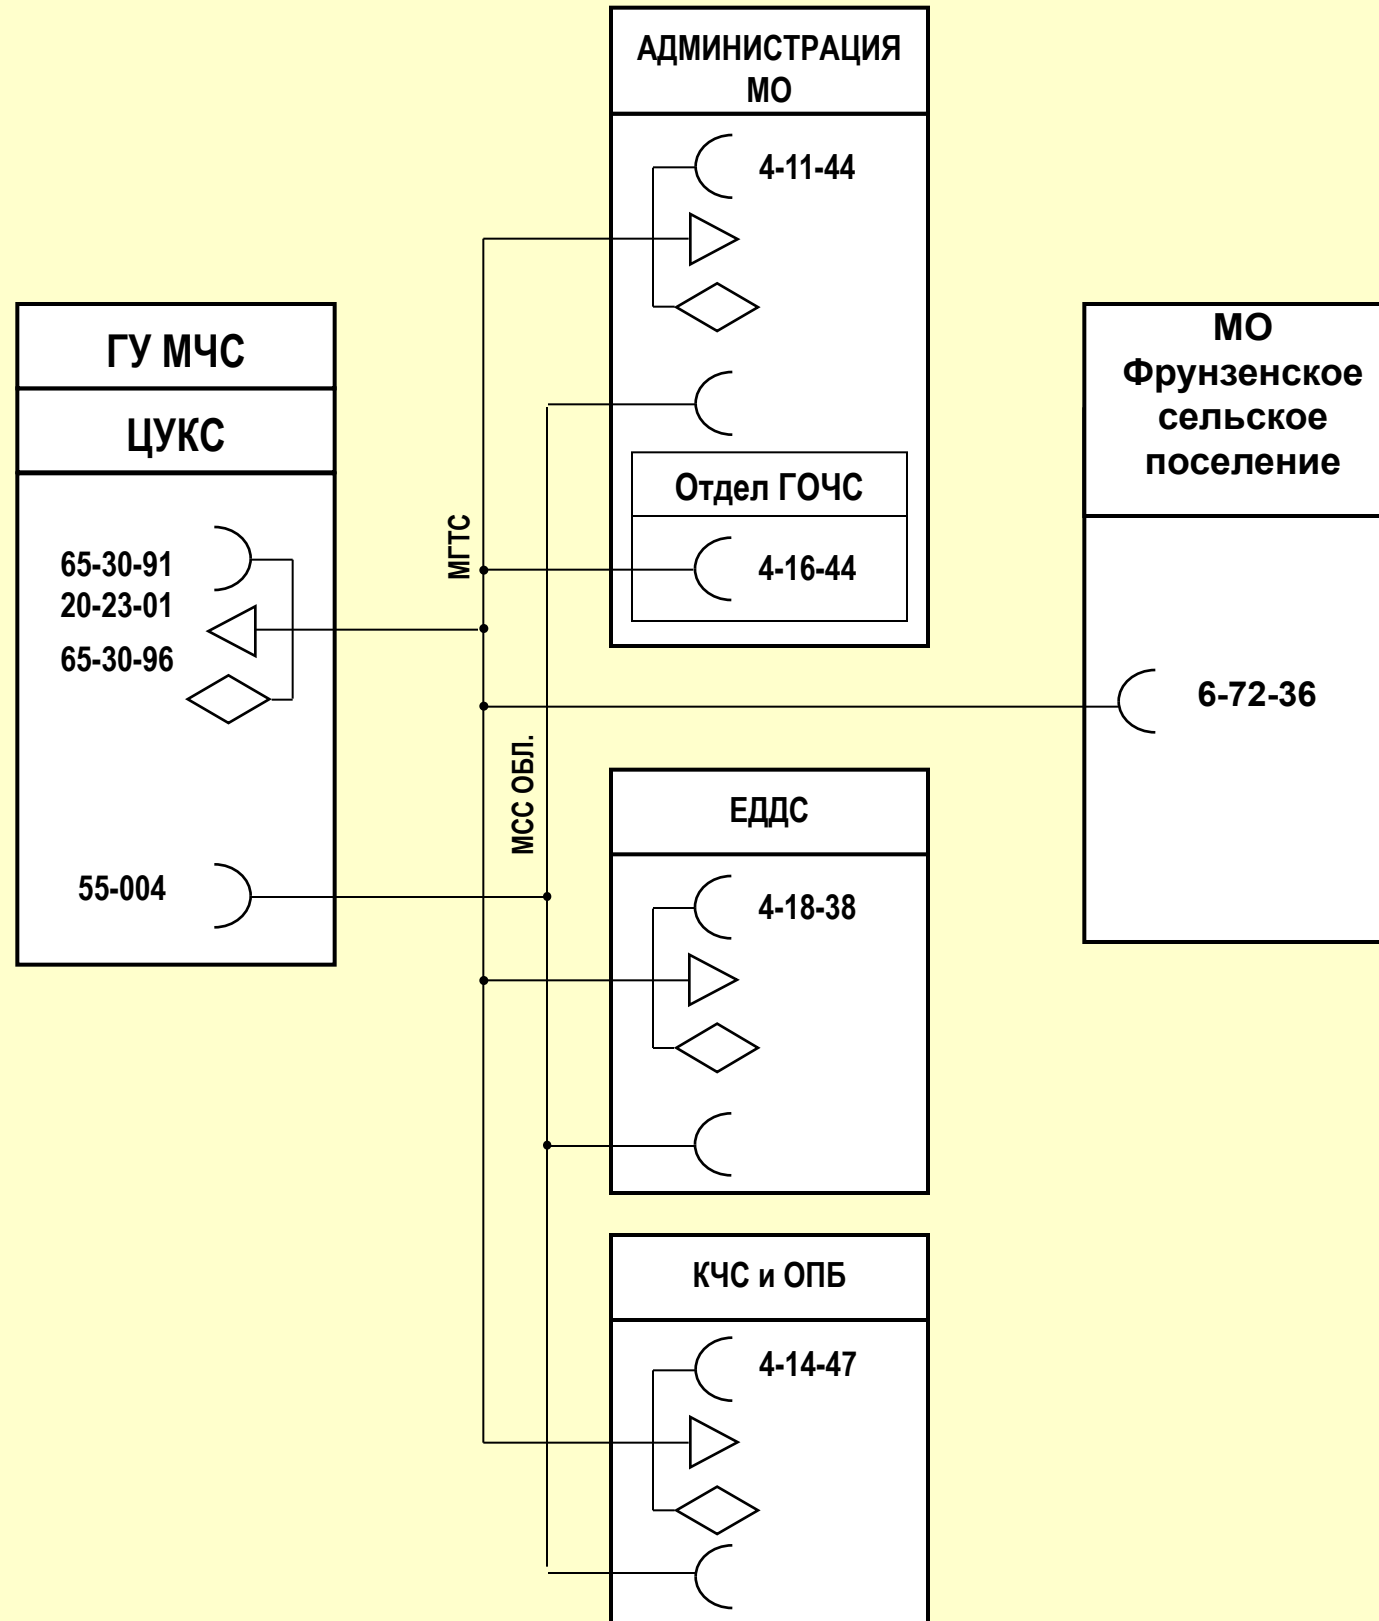 АДМИНИСТРАЦИЯ
МО
4-11-44
Отдел ГОЧС
4-16-44
ГУ МЧС
ЦУКС
65-30-91
20-23-01
65-30-96
55-004
МГТС
МСС ОБЛ.
МО
Фрунзенское
сельское
поселение
6-72-36
ЕДДС
4-18-38
КЧС и ОПБ
4-14-47